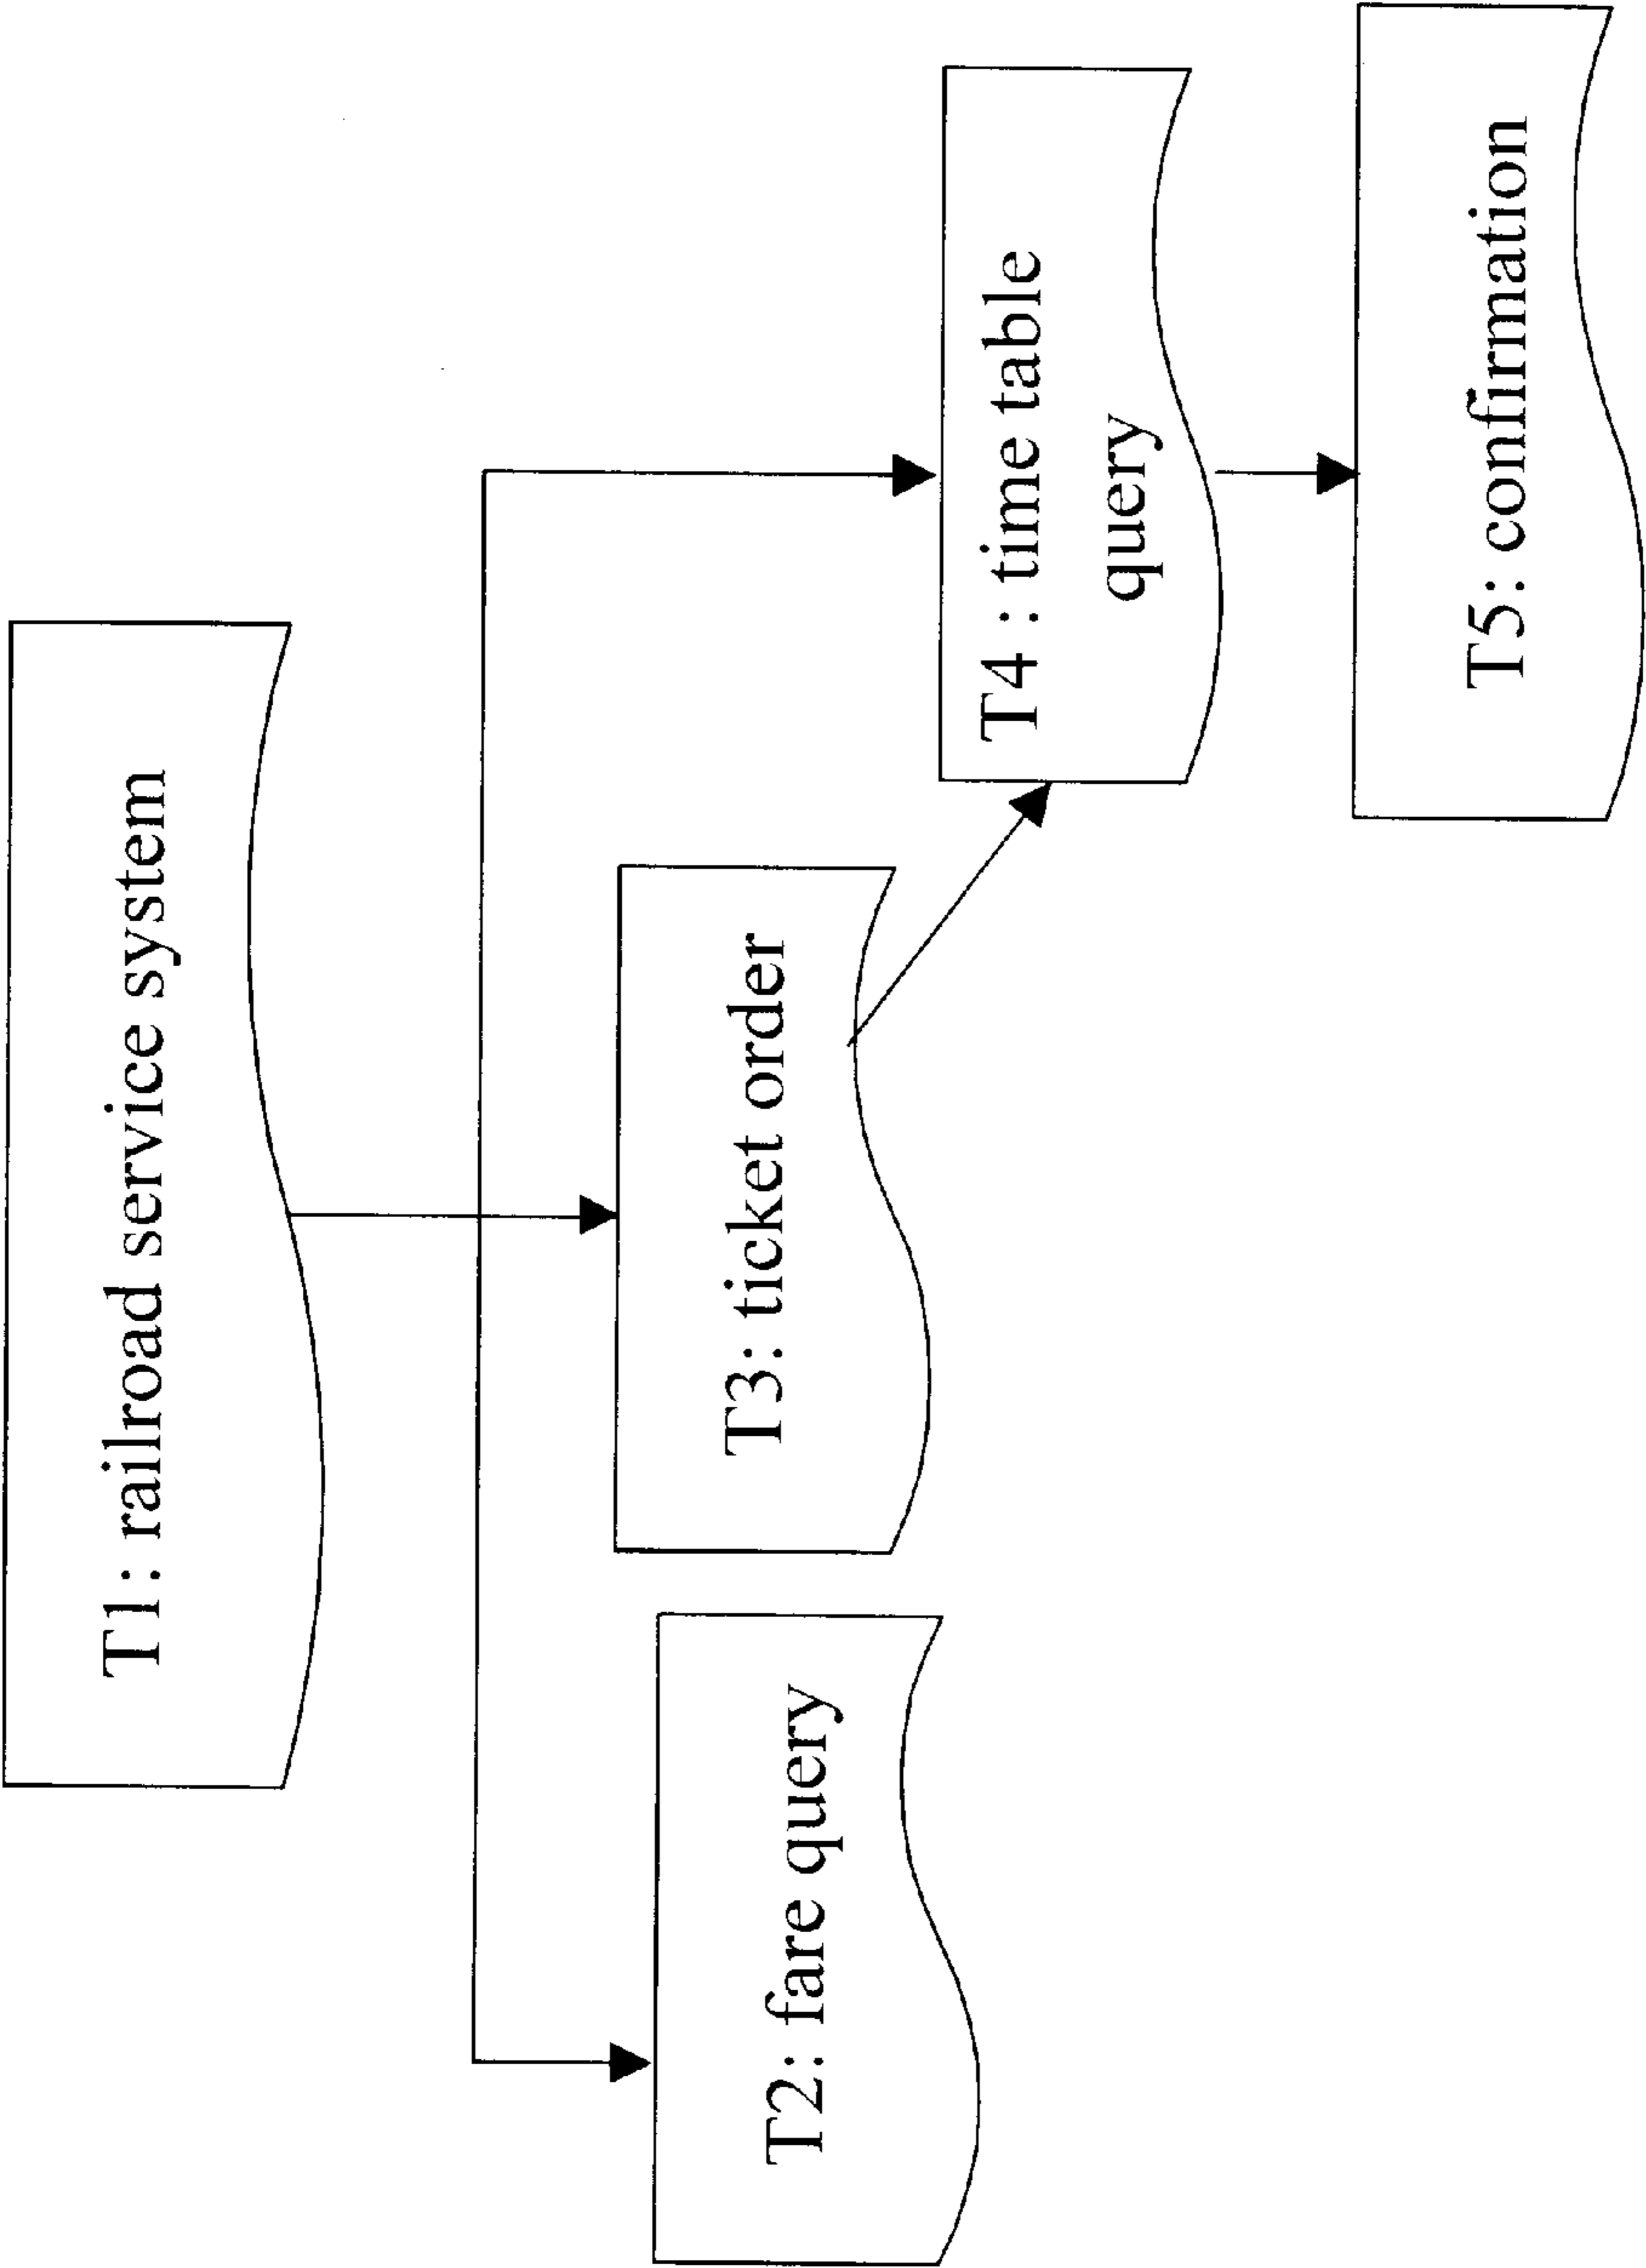 T1: railroad service system
T2: fare query
T3: ticket order
T4 : time table
query
T5: confirmation